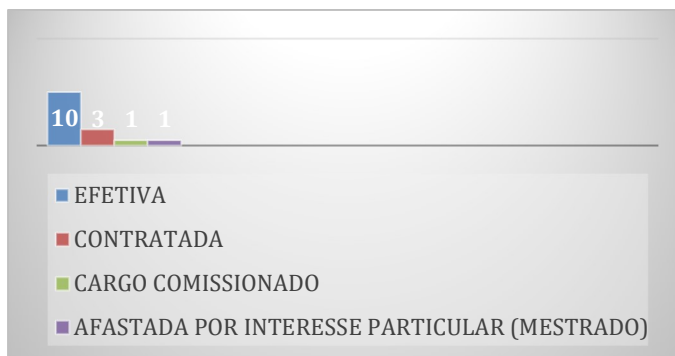 10 3 1 1
EFETIVA
CONTRATADA
CARGO COMISSIONADO
AFASTADA POR INTERESSE PARTICULAR (MESTRADO)